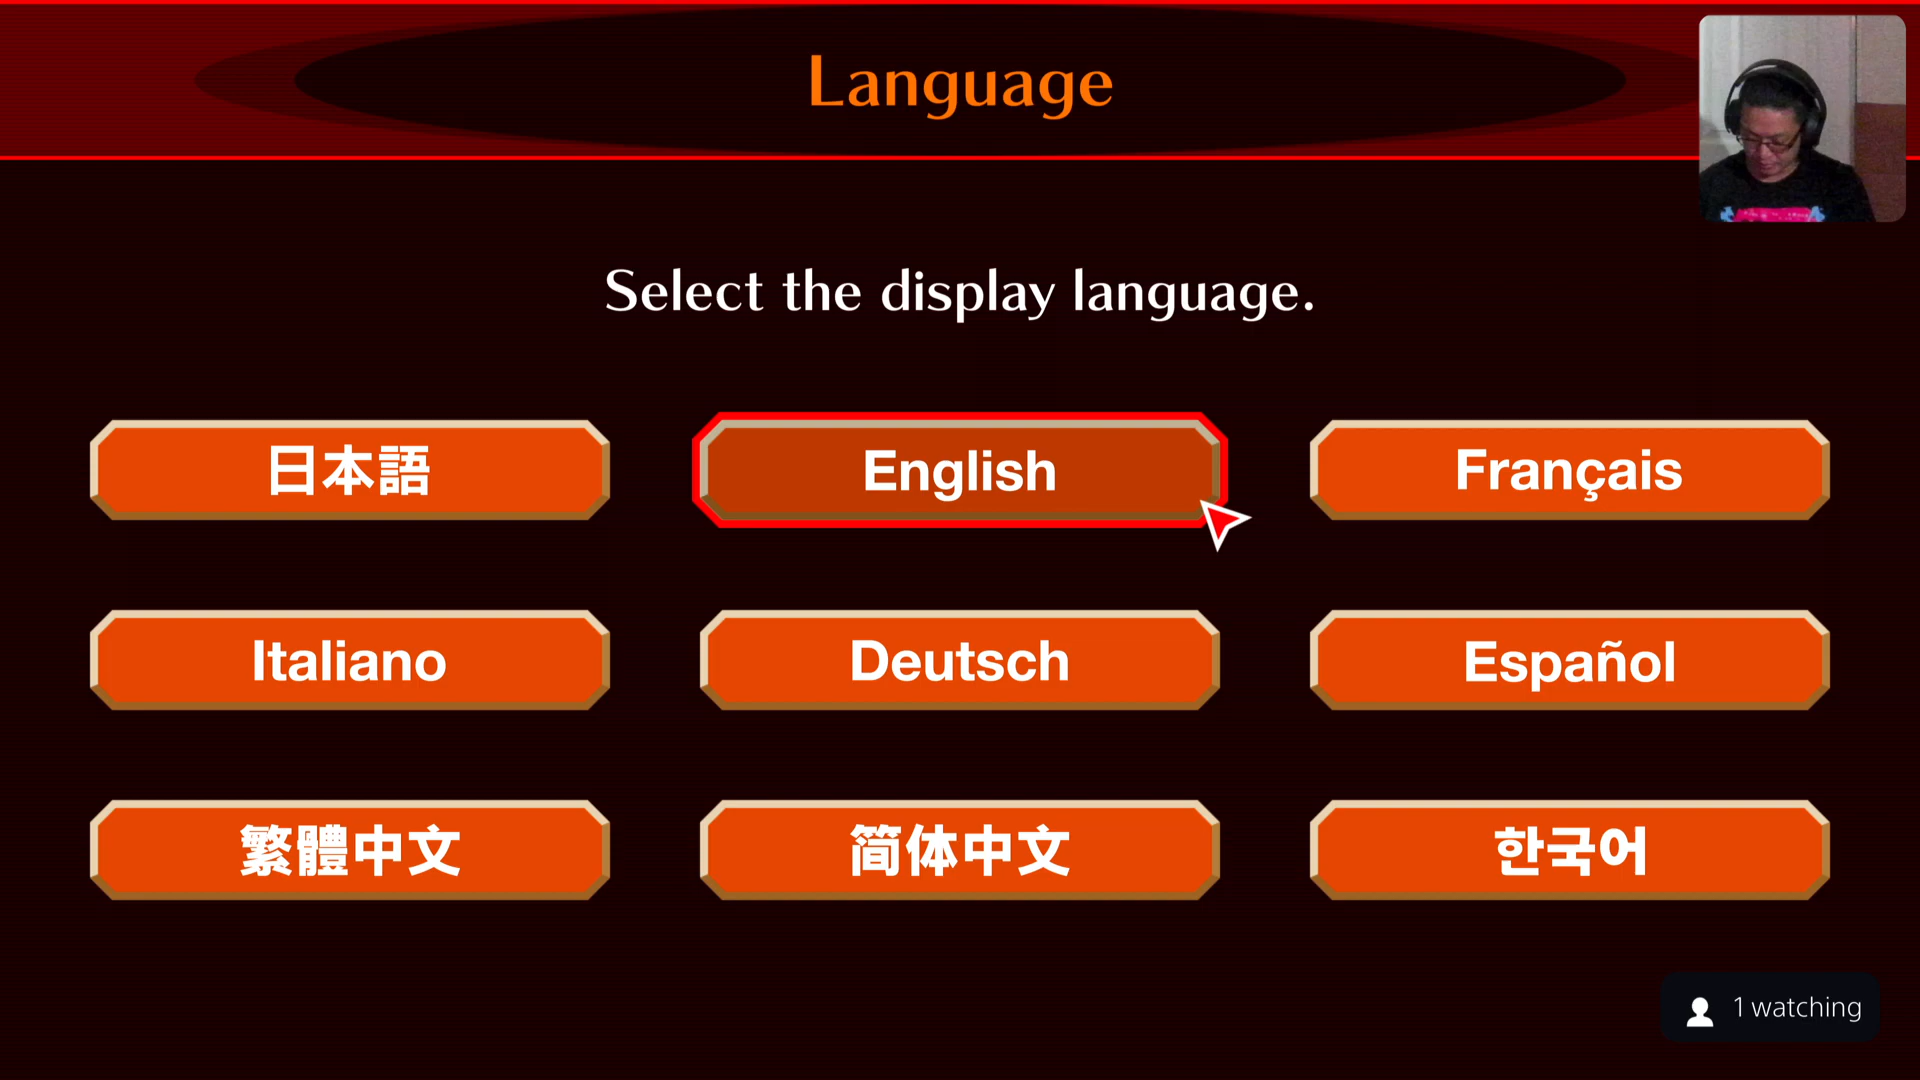 Language
Select the display language.
日本語
English
Français
Italiano
Deutsch
Español
繁體中文
简体中文
한국어
1 watching